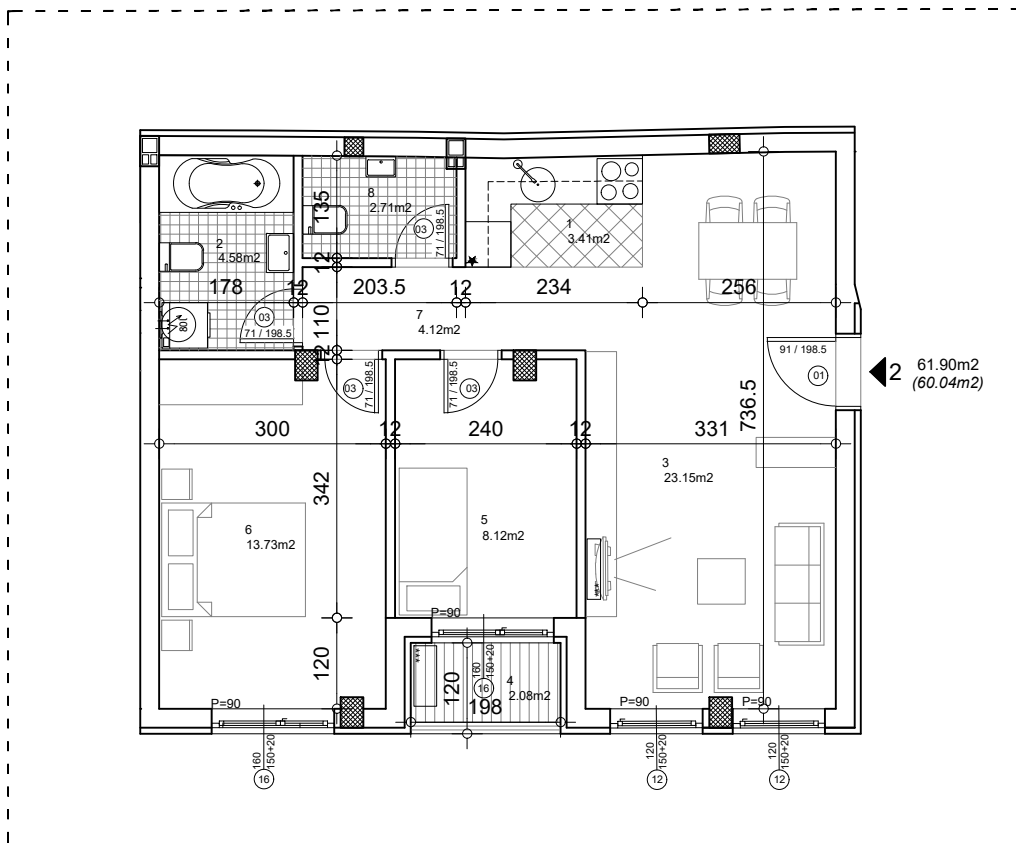 8
2.71m2
135
03
71 / 198.5
1
3.41m2
2
4.58m2
12
178
12
203.5
12
234
256
7
4.12m2
110
80l
03
71 / 198.5
12
03
71 / 198.5
71 / 198.5
03
91 / 198.5
01
2
61.90m2
(60.04m2)
736.5
300
12
240
12
331
3
23.15m2
342
5
8.12m2
6
13.73m2
P=90
120
***
120
160
150+20
16
4
2.08m2
198
P=90
P=90
P=90
160
150+20
16
120
150+20
12
120
150+20
12